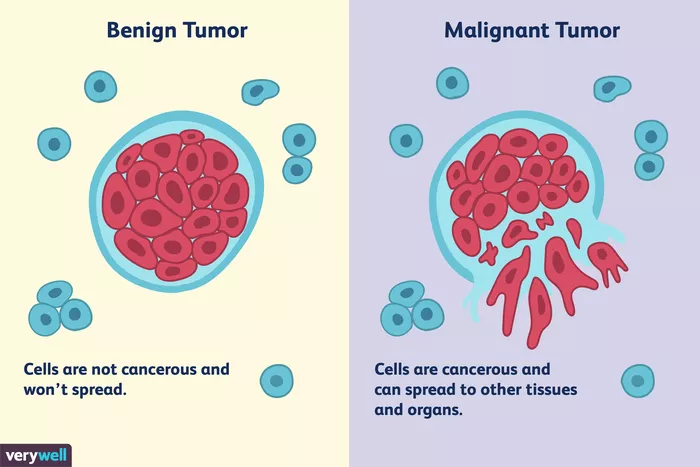 Benign Tumor
Cells are not cancerous and
won't spread.
Malignant Tumor
Cells are cancerous and
can spread to other tissues
and organs.
verywell